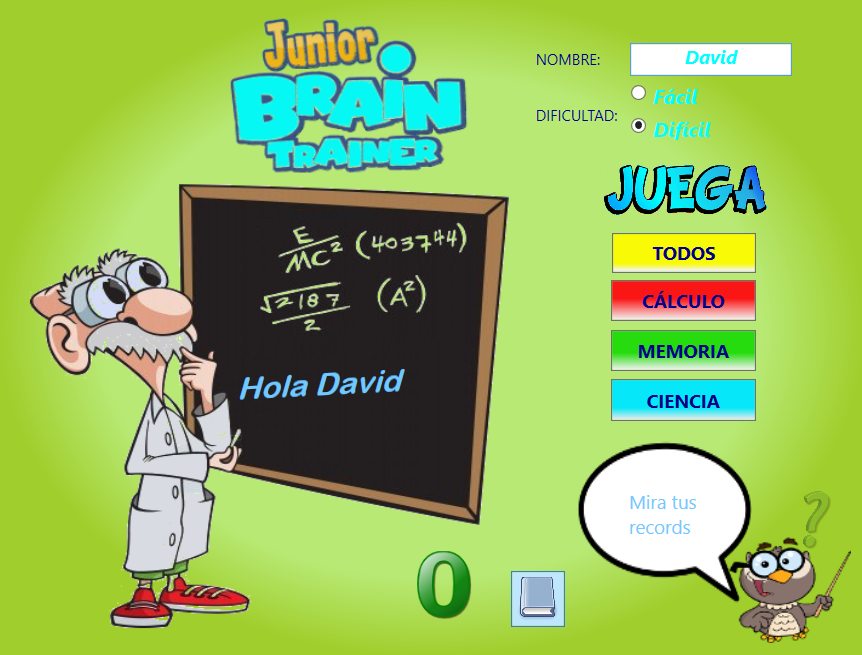 Junior
BRAiN
TRAINER
NOMBRE: David
DIFICULTAD:
Fácil
Difícil
JUEGA
TODOS
CÁLCULO
MEMORIA
CIENCIA
E
MC² (403744)
√2187 (A²)
2
Hola David
Mira tus
records
?
0